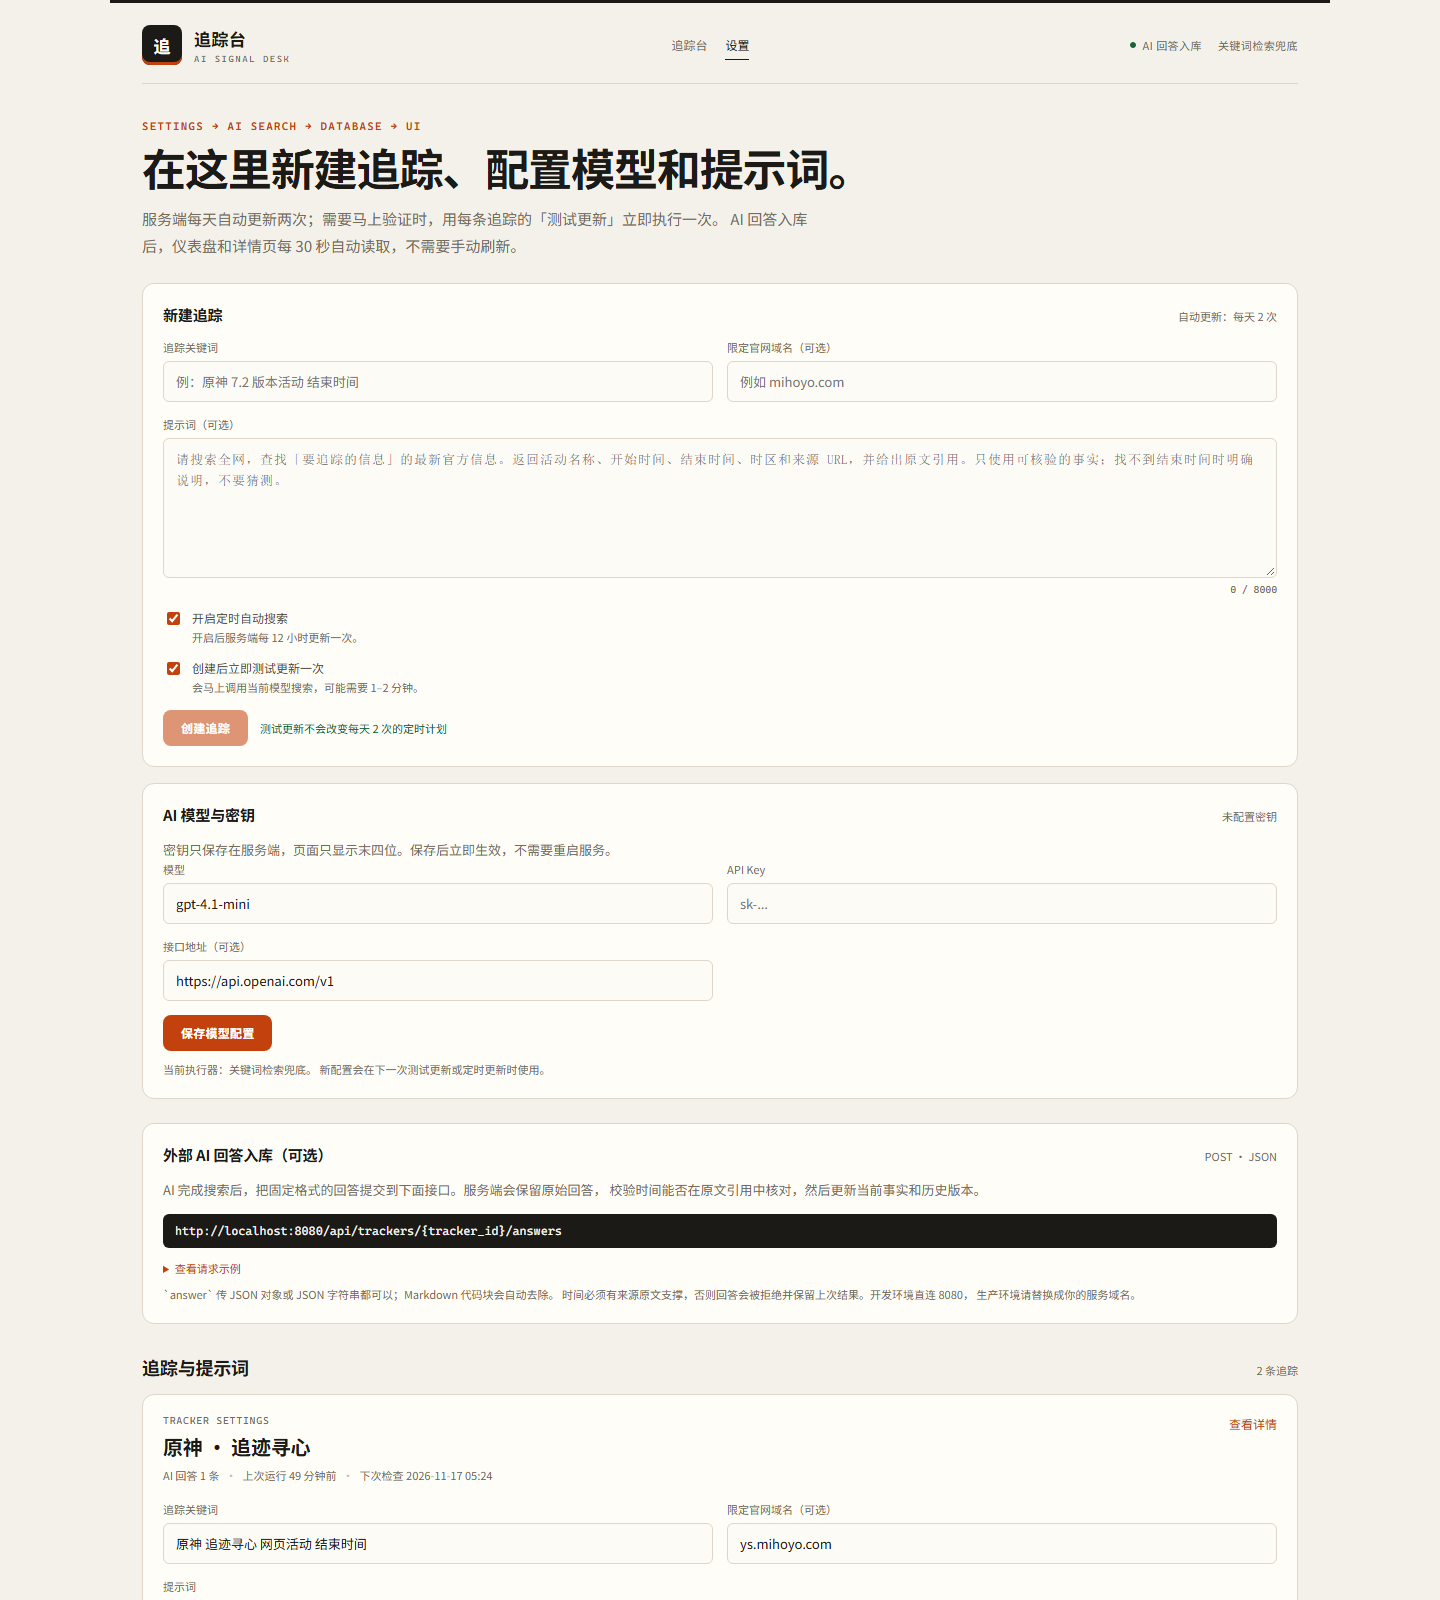 追
追踪台
AI SIGNAL DESK
追踪台
设置
AI 回答入库
关键词检索兜底
SETTINGS → AI SEARCH → DATABASE → UI
在这里新建追踪、配置模型和提示词。
服务端每天自动更新两次；需要马上验证时，用每条追踪的「测试更新」立即执行一次。 AI 回答入库
后，仪表盘和详情页每 30 秒自动读取，不需要手动刷新。
新建追踪
自动更新：每天 2 次
追踪关键词
限定官网域名（可选）
例：原神 7.2 版本活动 结束时间
例如 mihoyo.com
提示词（可选）
请搜索全网，查找「要追踪的信息」的最新官方信息。返回活动名称、开始时间、结束时间、时区和来源 URL，并给出原文引用。只使用可核验的事实；找不到结束时间时明确
说明，不要猜测。
0 / 8000
开启定时自动搜索
开启后服务端每 12 小时更新一次。
创建后立即测试更新一次
会马上调用当前模型搜索，可能需要 1–2 分钟。
创建追踪
测试更新不会改变每天 2 次的定时计划
AI 模型与密钥
未配置密钥
密钥只保存在服务端，页面只显示末四位。保存后立即生效，不需要重启服务。
模型
API Key
gpt-4.1-mini
sk-...
接口地址（可选）
https://api.openai.com/v1
保存模型配置
当前执行器：关键词检索兜底。 新配置会在下一次测试更新或定时更新时使用。
外部 AI 回答入库（可选）
POST · JSON
AI 完成搜索后，把固定格式的回答提交到下面接口。服务端会保留原始回答， 校验时间能否在原文引用中核对，然后更新当前事实和历史版本。
http://localhost:8080/api/trackers/{tracker_id}/answers
▶ 查看请求示例
`answer` 传 JSON 对象或 JSON 字符串都可以；Markdown 代码块会自动去除。 时间必须有来源原文支撑，否则回答会被拒绝并保留上次结果。开发环境直连 8080， 生产环境请替换成你的服务域名。
追踪与提示词
2 条追踪
TRACKER SETTINGS
查看详情
原神 · 追迹寻心
AI 回答 1 条 • 上次运行 49 分钟前 • 下次检查 2026-11-17 05:24
追踪关键词
限定官网域名（可选）
原神 追迹寻心 网页活动 结束时间
ys.mihoyo.com
提示词